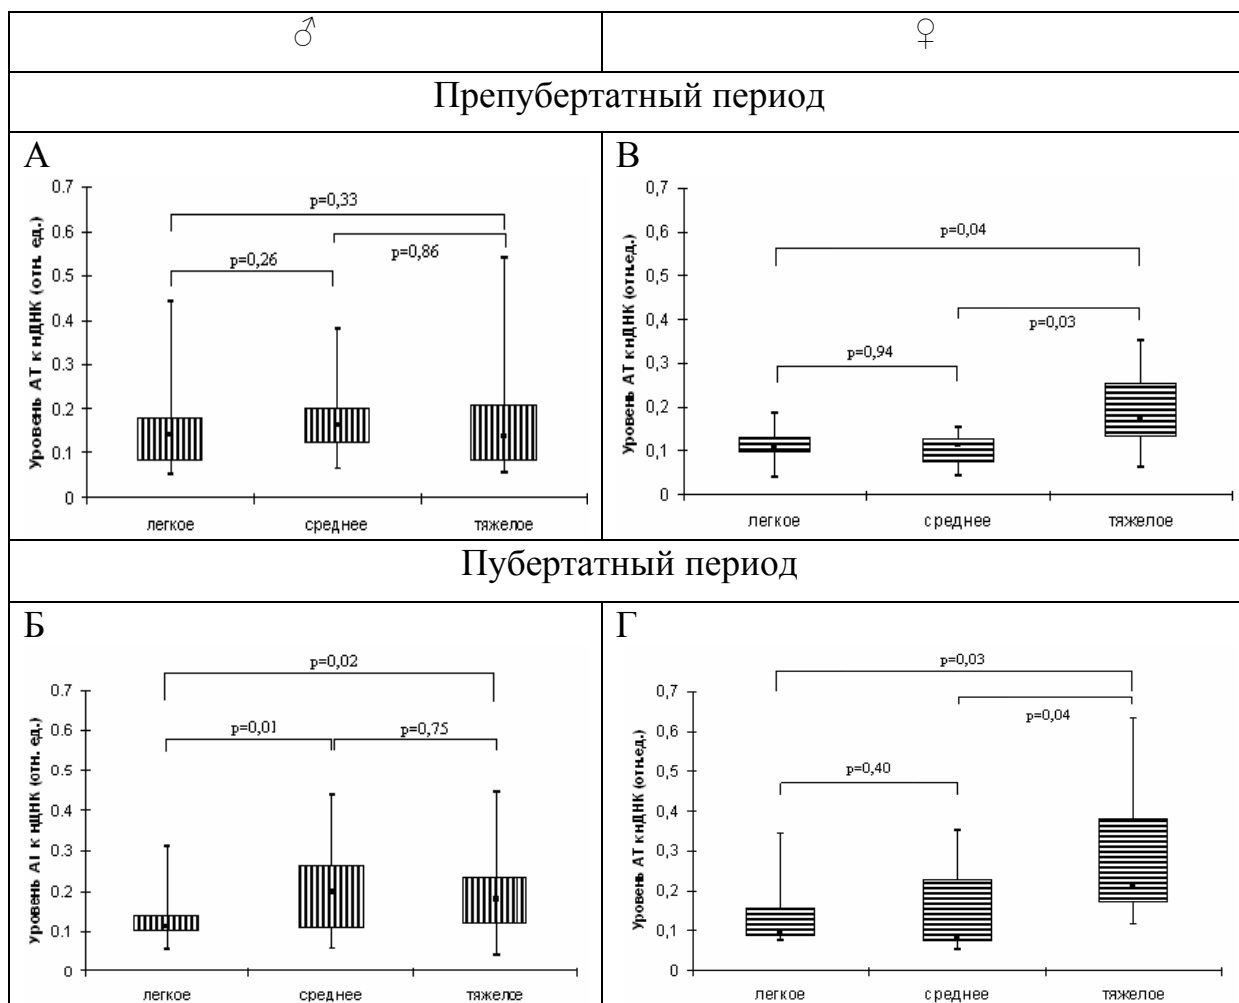 ♂ ♀
Препубертатный период
А
0.7
0.6
0.5
0.4
0.3
0.2
0.1
0
Уровень АТ к нДНК (отн. ед.)
p=0,33
p=0,26
p=0,86
легкое среднее тяжелое
В
0,7
0,6
0,5
0,4
0,3
0,2
0,1
0
Уровень АТ к нДНК (отн.ед.)
p=0,04
p=0,03
p=0,94
легкое среднее тяжелое
Пубертатный период
Б
0.7
0.6
0.5
0.4
0.3
0.2
0.1
0
Уровень АТ к нДНК (отн. ед.)
p=0,02
p=0,01
p=0,75
легкое среднее тяжелое
Г
0,7
0,6
0,5
0,4
0,3
0,2
0,1
0
Уровень АТ к нДНК (отн.ед.)
p=0,03
p=0,04
p=0,40
легкое среднее тяжелое